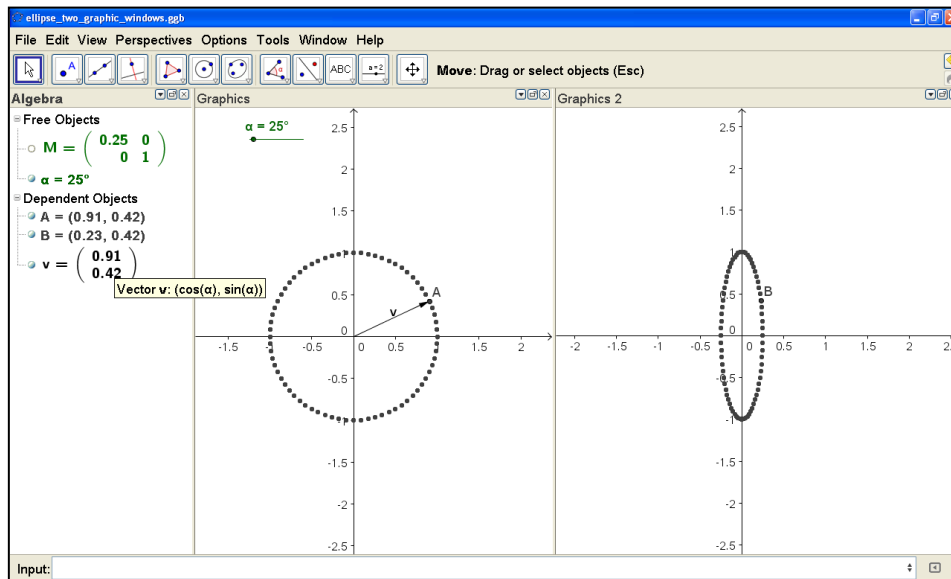 ellipse_two_graphic_windows.ggb
File Edit View Perspectives Options Tools Window Help
A
ABC
a=2
Move: Drag or select objects (Esc)
Algebra
Free Objects
M = ( 0.25 0
0 1 )
α = 25°
Dependent Objects
A = (0.91, 0.42)
B = (0.23, 0.42)
v = ( 0.91
0.42 )
Vector v: (cos(α), sin(α))
Graphics
α = 25°
2.5
2
1.5
1
0.5
0
-0.5
-1
-1.5
-2
-2.5
-1.5 -1 -0.5 0 0.5 1 1.5 2
A
v
Graphics 2
2.5
2
1.5
1
0.5
0
-0.5
-1
-1.5
-2
-2.5
-2 -1.5 -1 -0.5 0 0.5 1 1.5 2
B
Input: